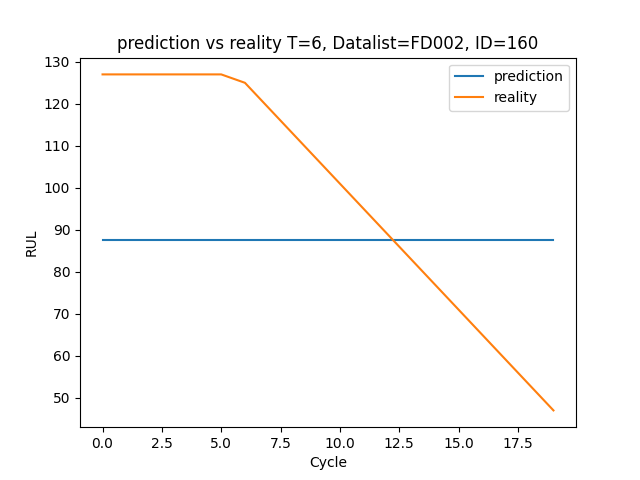 prediction vs reality T=6, Datalist=FD002, ID=160
prediction
reality
130
120
110
100
90
80
70
60
50
RUL
0.0 2.5 5.0 7.5 10.0 12.5 15.0 17.5
Cycle